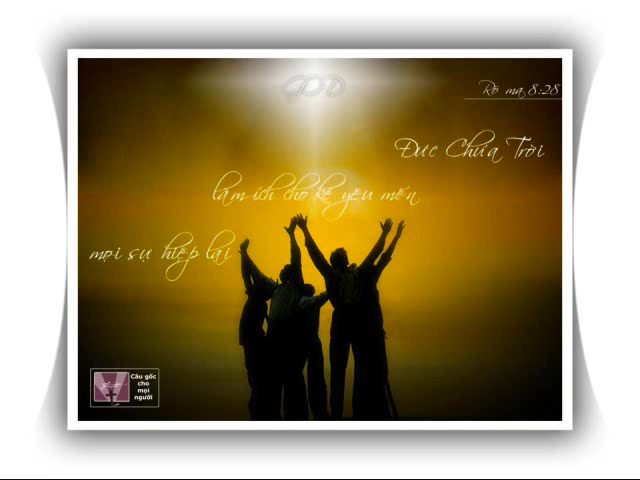 GOD
Rô ma 8:28
Đức Chúa Trời
làm ích cho kẻ yêu mến
mọi sự hiệp lại
Câu gốc
cho
mọi
người